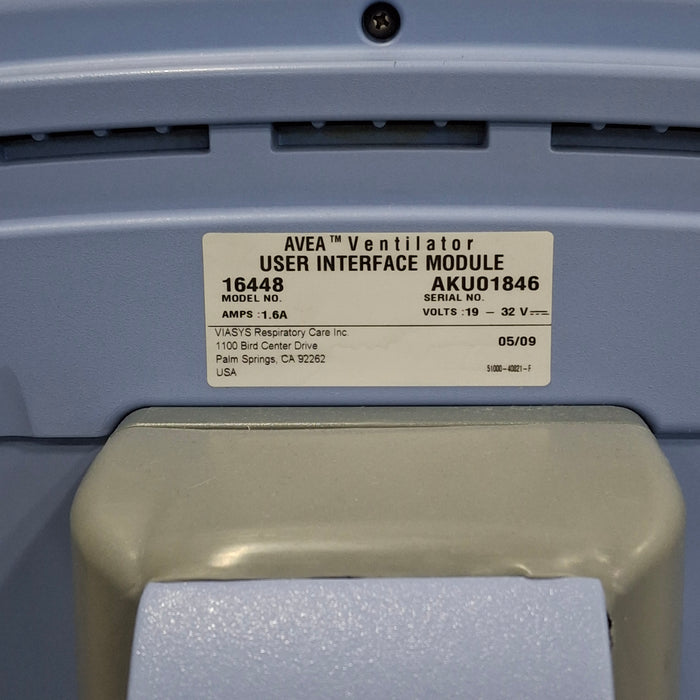 AVEA™ Ventilator
USER INTERFACE MODULE
16448 AKU01846
MODEL NO. SERIAL NO.
AMPS :1.6A VOLTS :19 - 32 V
VIASYS Respiratory Care Inc.
1100 Bird Center Drive
05/09
Palm Springs, CA 92262
USA
51000-40021-F